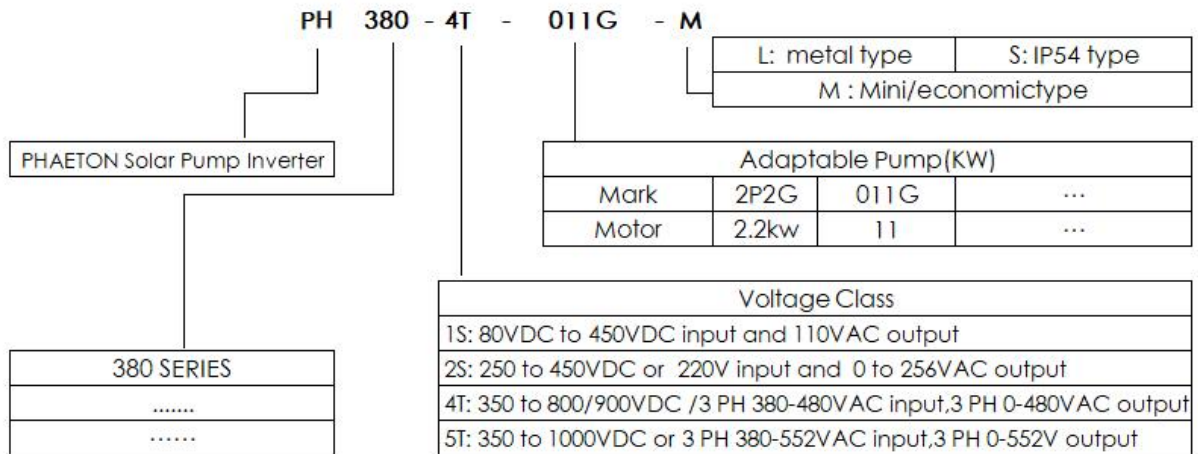 PH 380 - 4T - 011G - M
L: metal type S: IP54 type
M : Mini/economictype
PHAETON Solar Pump Inverter
Adaptable Pump(KW)
Mark 2P2G 011G ...
Motor 2.2kw 11 ...
Voltage Class
1S: 80VDC to 450VDC input and 110VAC output
2S: 250 to 450VDC or 220V input and 0 to 256VAC output
4T: 350 to 800/900VDC /3 PH 380-480VAC input,3 PH 0-480VAC output
5T: 350 to 1000VDC or 3 PH 380-552VAC input,3 PH 0-552V output
380 SERIES
.......
......